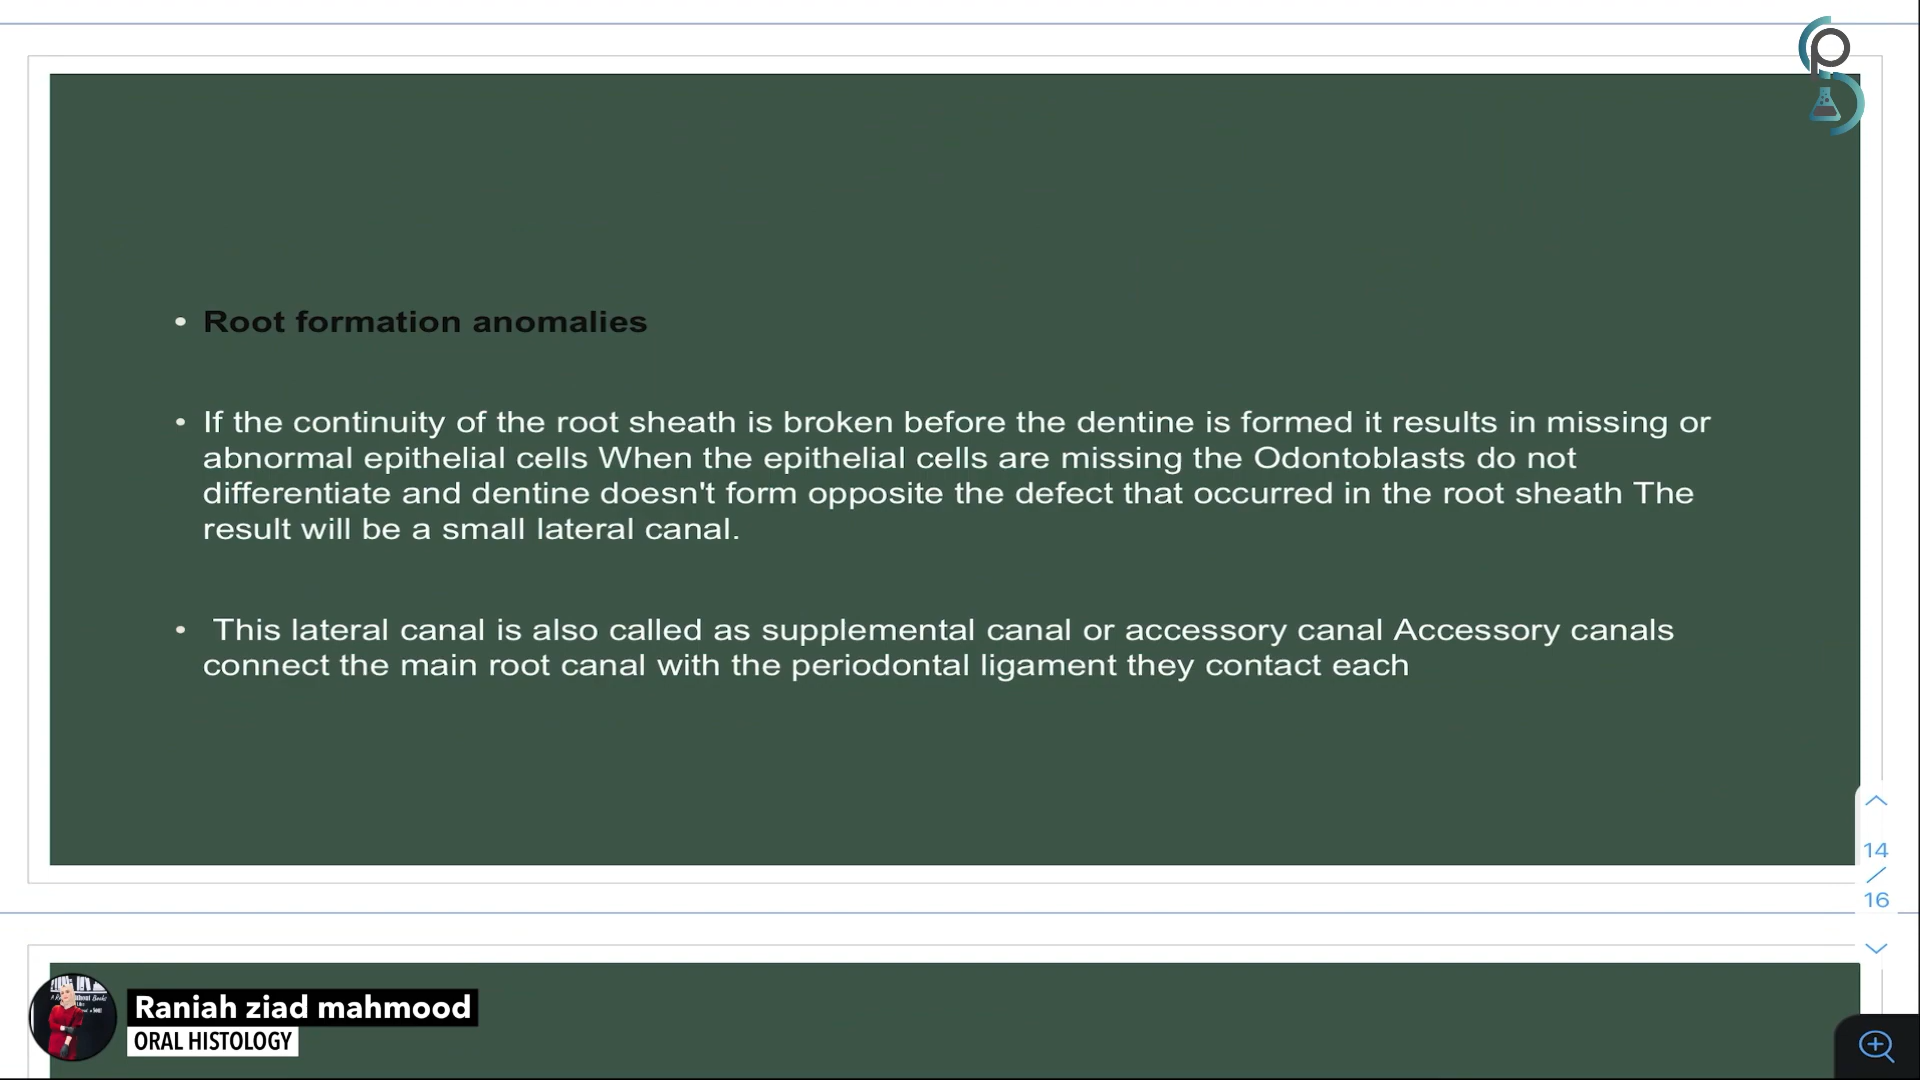 • Root formation anomalies
• If the continuity of the root sheath is broken before the dentine is formed it results in missing or
abnormal epithelial cells When the epithelial cells are missing the Odontoblasts do not
differentiate and dentine doesn't form opposite the defect that occurred in the root sheath The
result will be a small lateral canal.
• This lateral canal is also called as supplemental canal or accessory canal Accessory canals
connect the main root canal with the periodontal ligament they contact each
14
/
16
Raniah ziad mahmood
ORAL HISTOLOGY